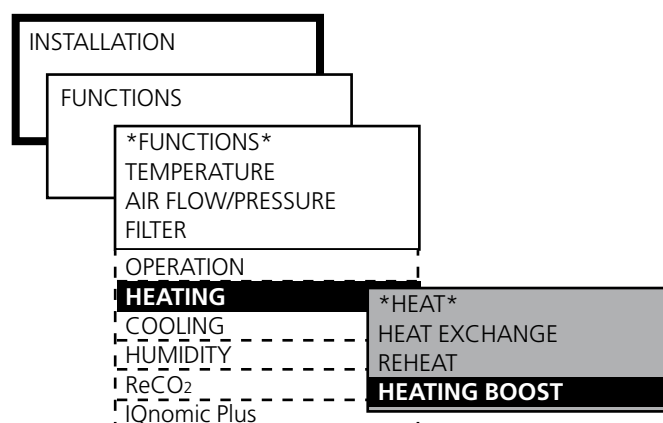 INSTALLATION
FUNCTIONS
*FUNCTIONS*
TEMPERATURE
AIR FLOW/PRESSURE
FILTER
OPERATION
HEATING
COOLING
HUMIDITY
ReCO2
IQnomic Plus
*HEAT*
HEAT EXCHANGE
REHEAT
HEATING BOOST